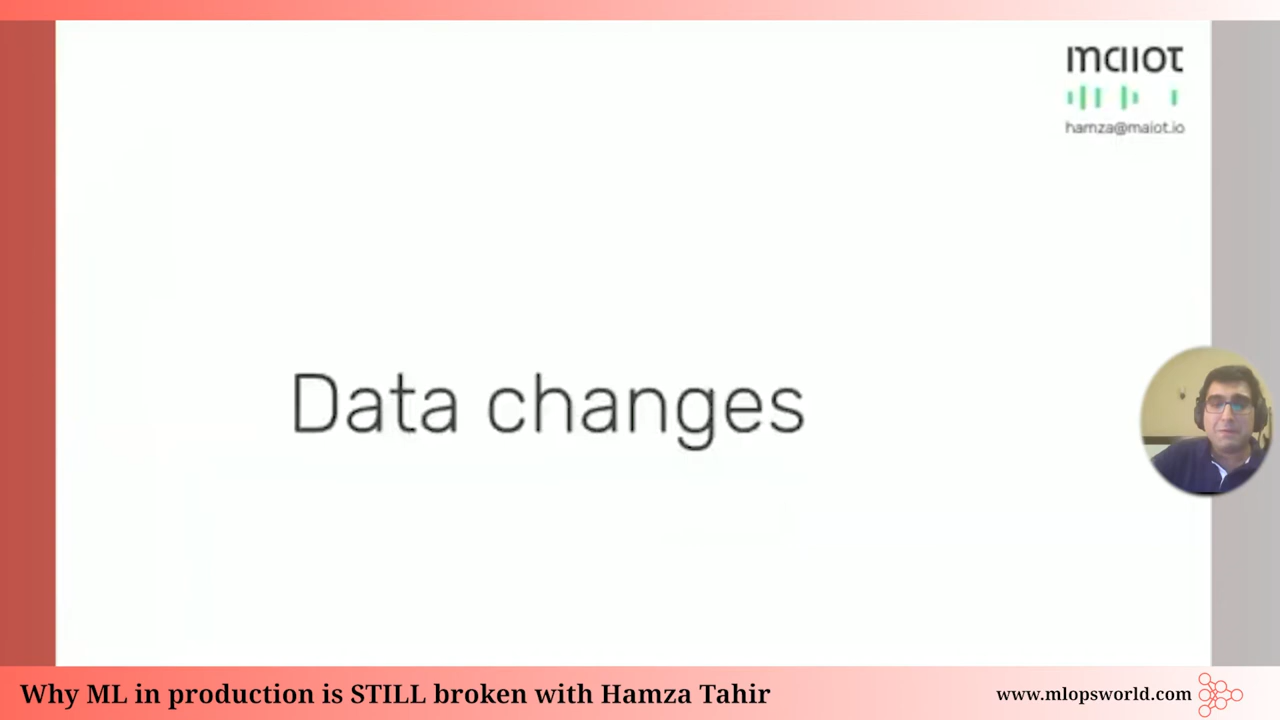 maiot
hamza@maiot.io
Data changes
Why ML in production is STILL broken with Hamza Tahir
www.mlopsworld.com